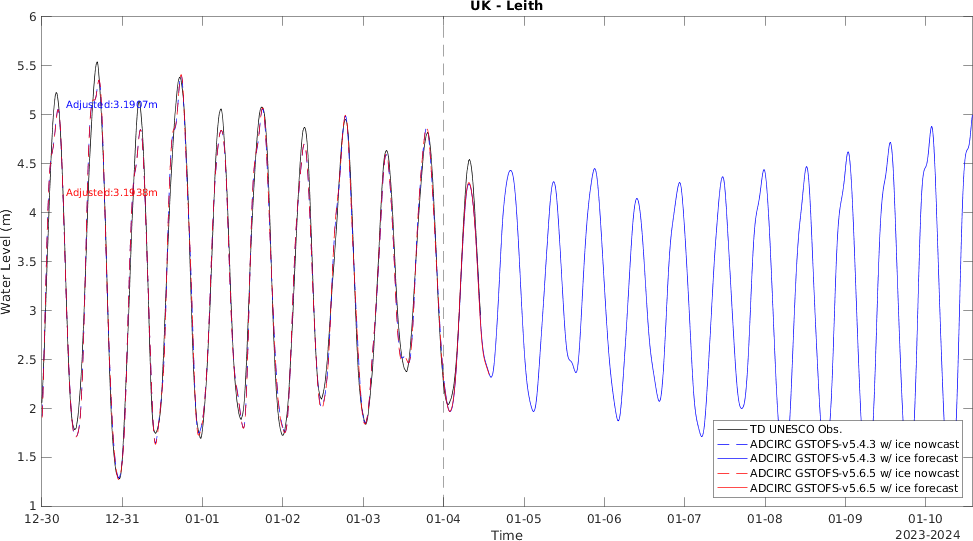 UK - Leith
6
5.5
5
4.5
4
3.5
3
2.5
2
1.5
1
Water Level (m)
Adjusted:3.1907m
Adjusted:3.1938m
TD UNESCO Obs.
ADCIRC GSTOFS-v5.4.3 w/ ice nowcast
ADCIRC GSTOFS-v5.4.3 w/ ice forecast
ADCIRC GSTOFS-v5.6.5 w/ ice nowcast
ADCIRC GSTOFS-v5.6.5 w/ ice forecast
12-30 12-31 01-01 01-02 01-03 01-04 01-05 01-06 01-07 01-08 01-09 01-10
Time
2023-2024